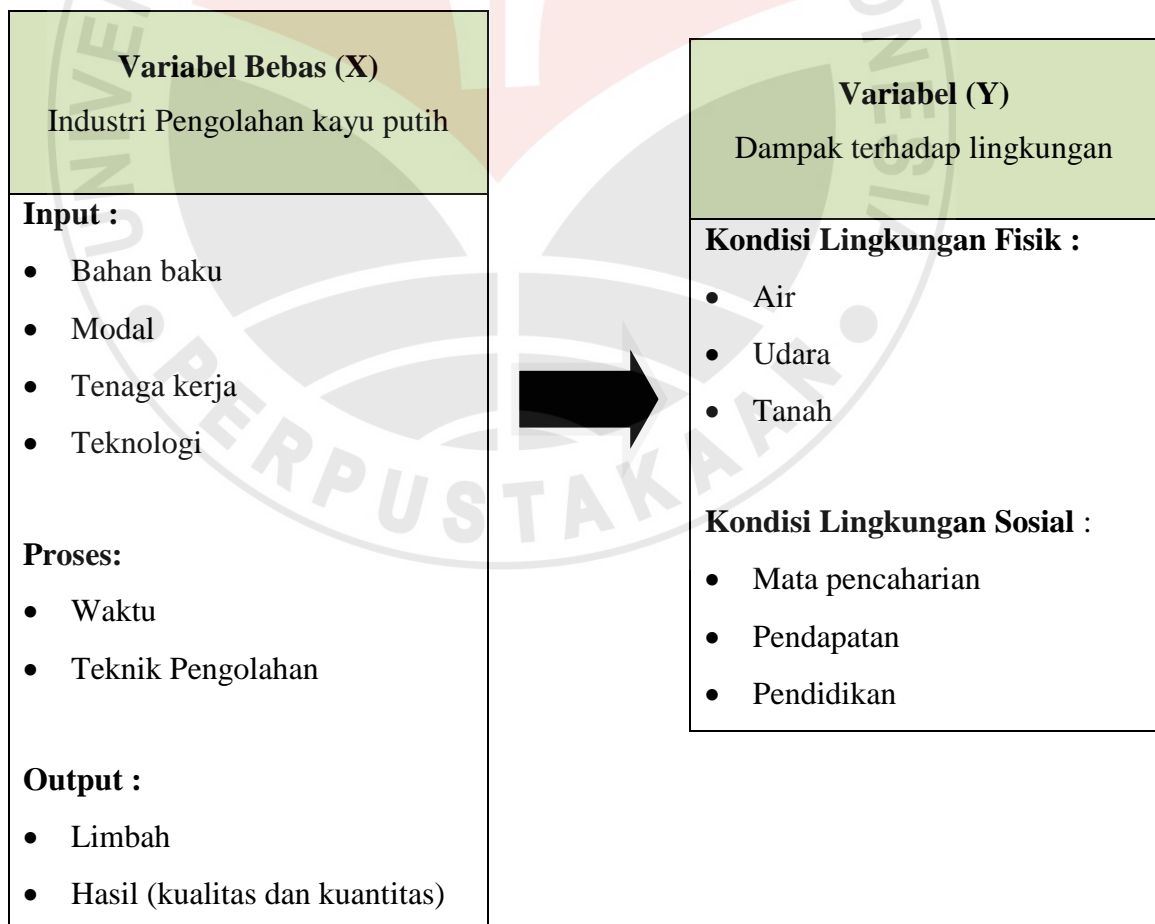 Variabel Bebas (X)
Industri Pengolahan kayu putih
Input :
• Bahan baku
• Modal
• Tenaga kerja
• Teknologi
Proses:
• Waktu
• Teknik Pengolahan
Output :
• Limbah
• Hasil (kualitas dan kuantitas)
Variabel (Y)
Dampak terhadap lingkungan
Kondisi Lingkungan Fisik :
• Air
• Udara
• Tanah
Kondisi Lingkungan Sosial :
• Mata pencaharian
• Pendapatan
• Pendidikan
PERPUSTAKAAN